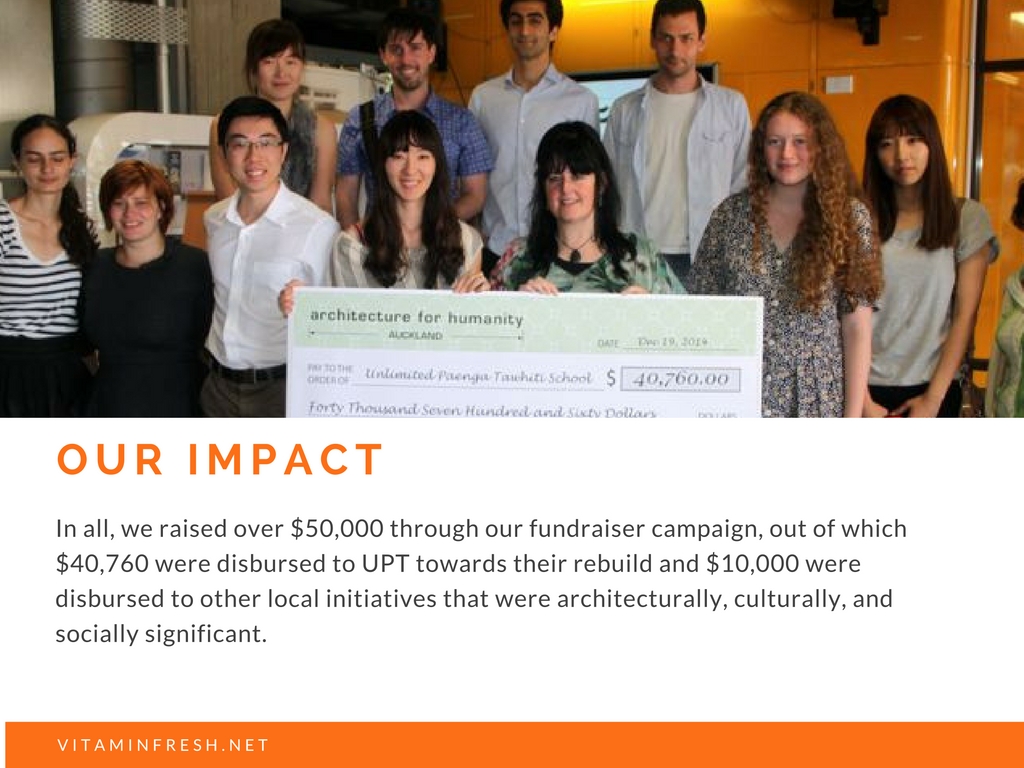 architecture for humanity
AUCKLAND
DATE Dec 19, 2014
PAY TO THE
ORDER OF Unlimited Paenga Tawhiti School $ 40,760.00
Forty Thousand Seven Hundred and Sixty Dollars DOLLARS
OUR IMPACT
In all, we raised over $50,000 through our fundraiser campaign, out of which
$40,760 were disbursed to UPT towards their rebuild and $10,000 were
disbursed to other local initiatives that were architecturally, culturally, and
socially significant.
VITAMINFRESH.NET